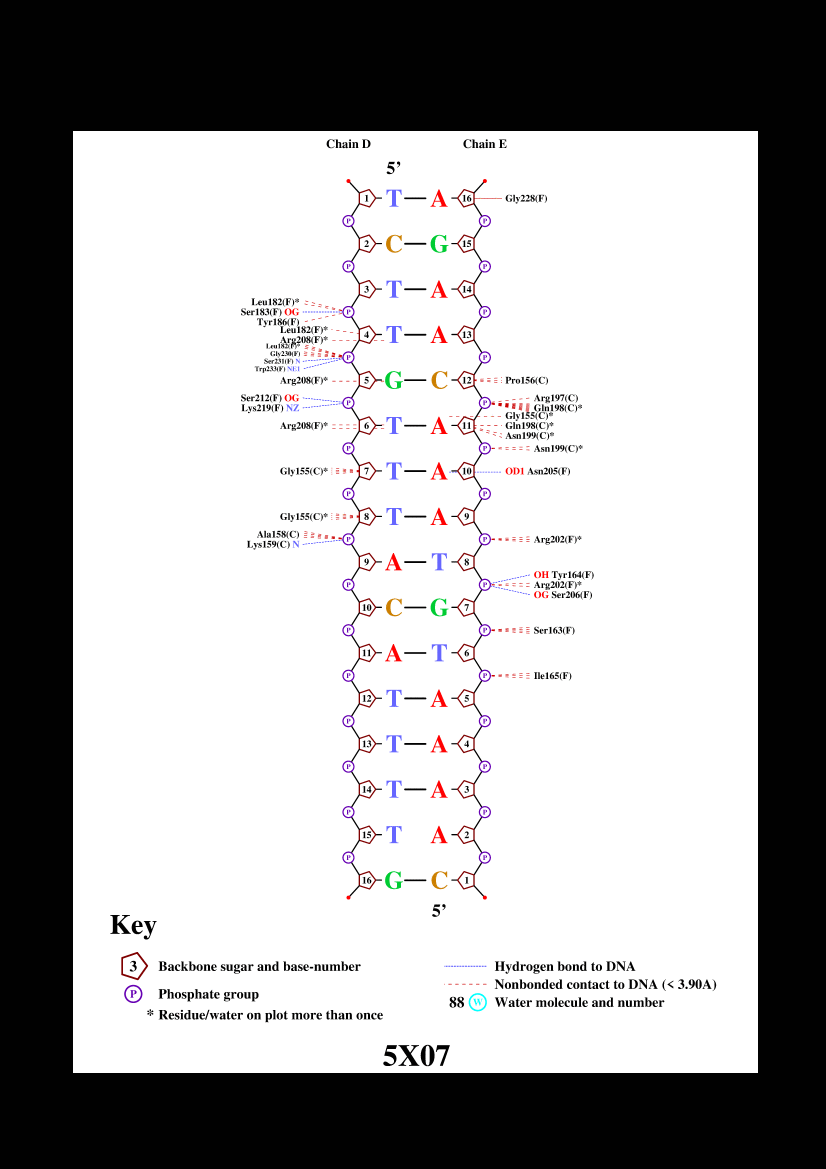 Chain D Chain E
5’
1 T A 16 Gly228(F)
P P
2 C G 15
P P
3 T A 14
Leu182(F)*
Ser183(F) OG P P
Tyr186(F)
Leu182(F)* 4 T A 13
Arg208(F)*
Leu182(F)*
Gly230(F) P P
Ser231(F) N
Trp233(F) NE1
Arg208(F)* 5 G C 12 Pro156(C)
Ser212(F) OG Arg197(C)
P P
Lys219(F) NZ Gln198(C)*
Gly155(C)*
Arg208(F)* 6 T A 11 Gln198(C)*
Asn199(C)*
P P Asn199(C)*
Gly155(C)* 7 T A 10 OD1 Asn205(F)
P P
Gly155(C)* 8 T A 9
Ala158(C)
P P Arg202(F)*
Lys159(C) N
9 A T 8
OH Tyr164(F)
P P Arg202(F)*
OG Ser206(F)
10 C G 7
P P Ser163(F)
11 A T 6
P P Ile165(F)
12 T A 5
P P
13 T A 4
P P
14 T A 3
P P
15 T A 2
P P
16 G C 1
5’
Key
3 Backbone sugar and base-number
P Phosphate group
* Residue/water on plot more than once
Hydrogen bond to DNA
Nonbonded contact to DNA (< 3.90A)
88 W Water molecule and number
5X07